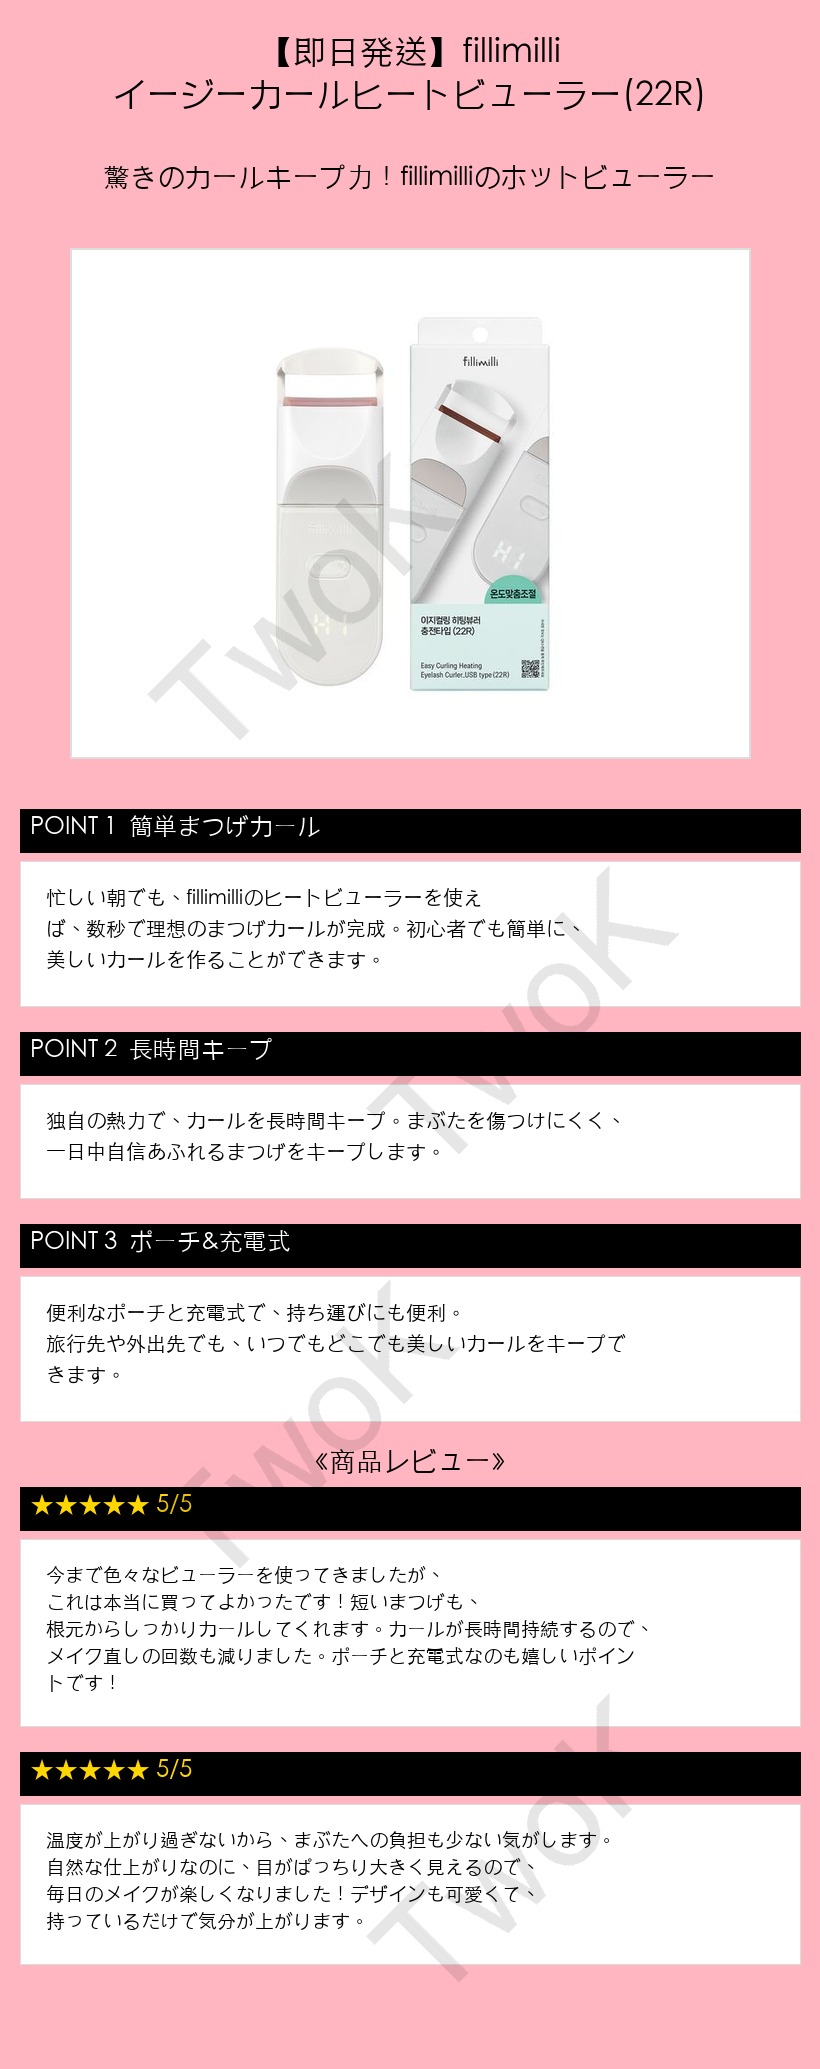 【即日発送】fillimilli
イージーカールヒートビューラー(22R)
驚きのカールキープ力！fillimilliのホットビューラー
fillimilli
fillimilli
HI
HI
온도맞춤조절
이지컬링 히팅뷰러
충전타입 (22R)
Easy Curling Heating
Eyelash Curler_USB type (22R)
TwoK
POINT 1 簡単まつげカール
忙しい朝でも、fillimilliのヒートビューラーを使え
ば、数秒で理想のまつげカールが完成。初心者でも簡単に、
美しいカールを作ることができます。
TwoK
POINT 2 長時間キープ
独自の熱力で、カールを長時間キープ。まぶたを傷つけにくく、
一日中自信あふれるまつげをキープします。
POINT 3 ポーチ&充電式
便利なポーチと充電式で、持ち運びにも便利。
旅行先や外出先でも、いつでもどこでも美しいカールをキープで
きます。
TwoK
《商品レビュー》
★★★★★ 5/5
今まで色々なビューラーを使ってきましたが、
これは本当に買ってよかったです！短いまつげも、
根元からしっかりカールしてくれます。カールが長時間持続するので、
メイク直しの回数も減りました。ポーチと充電式なのも嬉しいポイン
トです！
★★★★★ 5/5
温度が上がり過ぎないから、まぶたへの負担も少ない気がします。
自然な仕上がりなのに、目がぱっちり大きく見えるので、
毎日のメイクが楽しくなりました！デザインも可愛くて、
持っているだけで気分が上がります。
TwoK